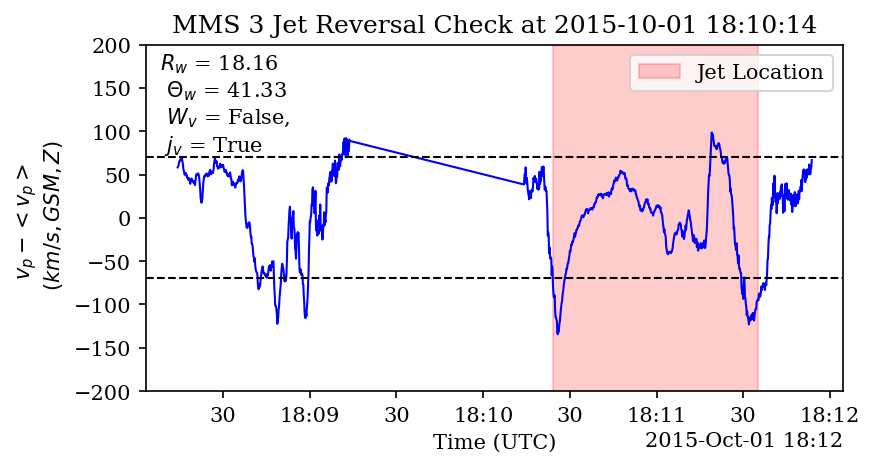 MMS 3 Jet Reversal Check at 2015-10-01 18:10:14
R_w = 18.16
Θ_w = 41.33
W_v = False,
j_v = True
Jet Location
200
150
100
50
0
−50
−100
−150
−200
v_p − < v_p >
(km/s, GSM, Z)
30 18:09 30 18:10 30 18:11 30 18:12
Time (UTC)
2015-Oct-01 18:12